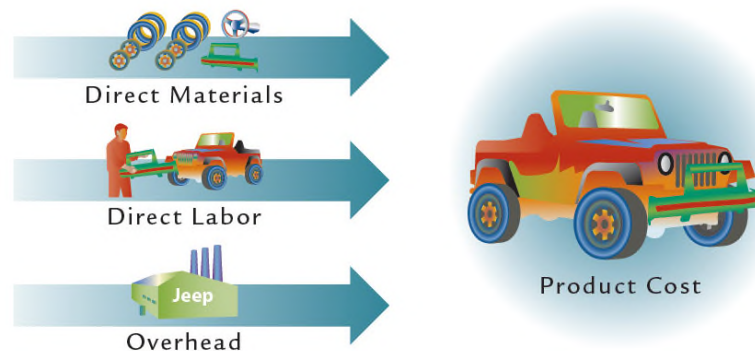 Direct Materials
Direct Labor
Jeep
Overhead
Product Cost